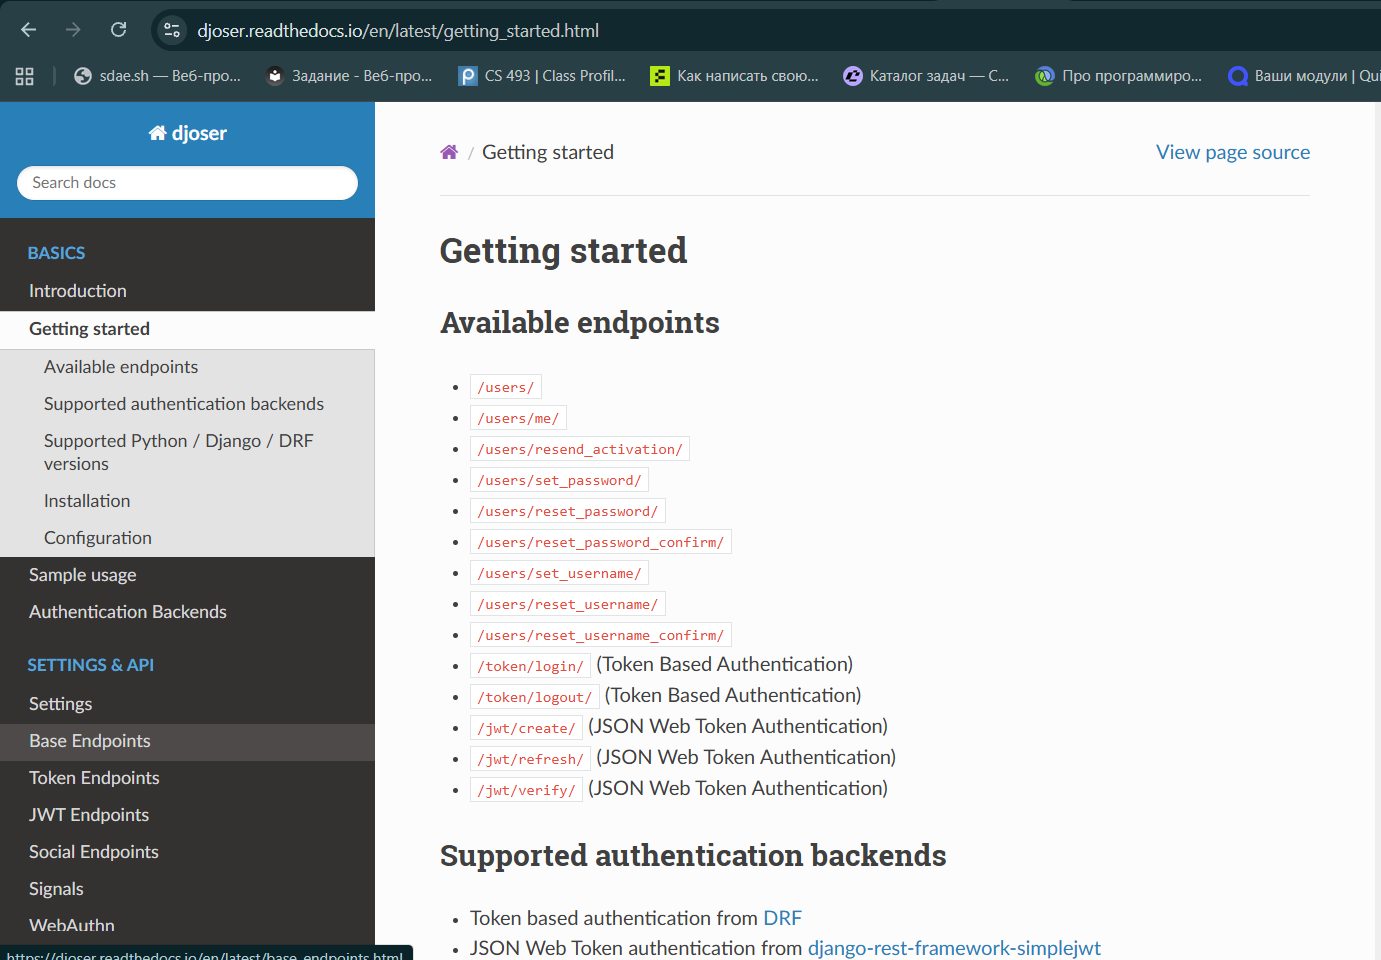 djoser.readthedocs.io/en/latest/getting_started.html
sdae.sh — Веб-про...
Задание - Веб-про...
CS 493 | Class Profil...
Как написать свою...
Каталог задач — С...
Про программиро...
Ваши модули | Qui
djoser
Search docs
BASICS
Introduction
Getting started
Available endpoints
Supported authentication backends
Supported Python / Django / DRF
versions
Installation
Configuration
Sample usage
Authentication Backends
SETTINGS & API
Settings
Base Endpoints
Token Endpoints
JWT Endpoints
Social Endpoints
Signals
WebAuthn
https://djoser.readthedocs.io/en/latest/base_endpoints.html
/ Getting started
View page source
Getting started
Available endpoints
• /users/
• /users/me/
• /users/resend_activation/
• /users/set_password/
• /users/reset_password/
• /users/reset_password_confirm/
• /users/set_username/
• /users/reset_username/
• /users/reset_username_confirm/
• /token/login/ (Token Based Authentication)
• /token/logout/ (Token Based Authentication)
• /jwt/create/ (JSON Web Token Authentication)
• /jwt/refresh/ (JSON Web Token Authentication)
• /jwt/verify/ (JSON Web Token Authentication)
Supported authentication backends
• Token based authentication from DRF
• JSON Web Token authentication from django-rest-framework-simplejwt